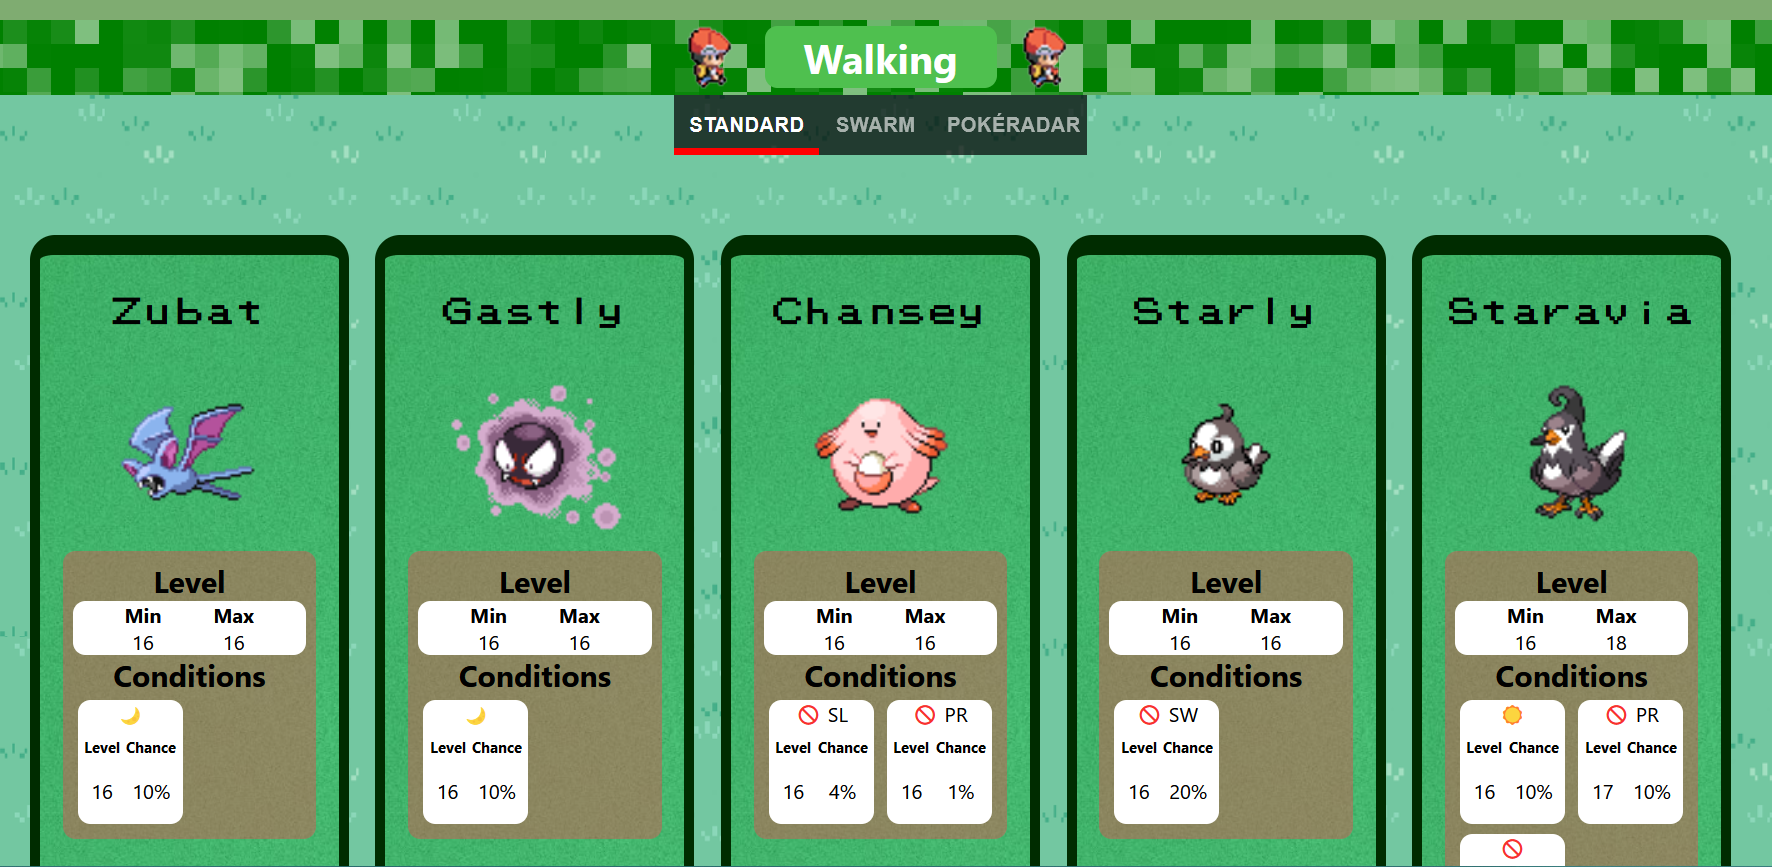 Walking
STANDARD SWARM POKÉRADAR
Zubat
Level
Min Max
16 16
Conditions
🌙
Level Chance
16 10%
Gastly
Level
Min Max
16 16
Conditions
🌙
Level Chance
16 10%
Chansey
Level
Min Max
16 16
Conditions
🚫 SL 🚫 PR
Level Chance Level Chance
16 4% 16 1%
Starly
Level
Min Max
16 16
Conditions
🚫 SW
Level Chance
16 20%
Staravia
Level
Min Max
16 18
Conditions
🚫 PR
Level Chance Level Chance
16 10% 17 10%